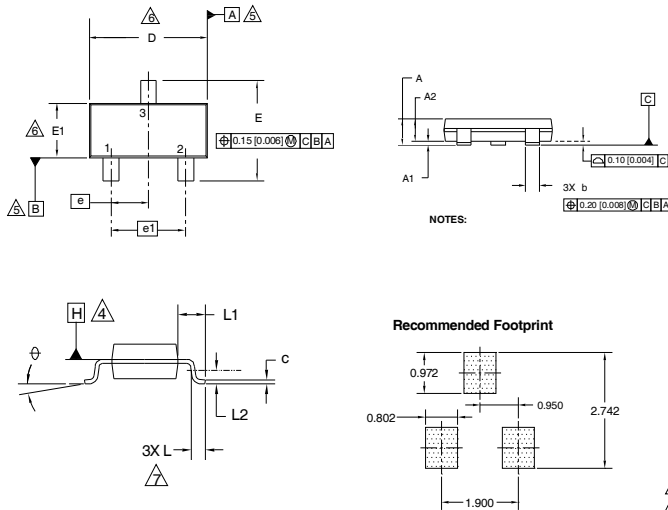 6
D
A 5
3
6 E1
E
1 2
⌖ 0.15 [0.006] Ⓜ C B A
5 B
e
e1
A
A2
C
⌓ 0.10 [0.004] C
A1
3X b
NOTES:
⌖ 0.20 [0.008] Ⓜ C B A
H 4
L1
θ
c
L2
3X L
7
Recommended Footprint
0.972
0.950
2.742
0.802
1.900